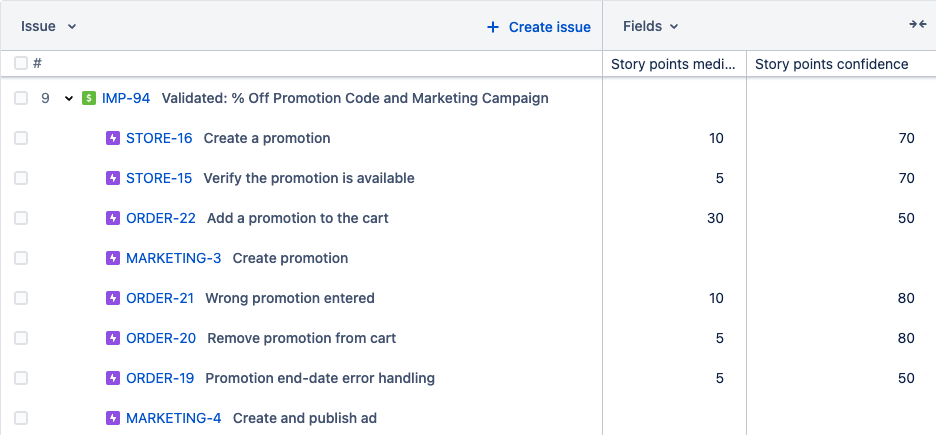 Issue + Create issue Fields
# Story points medi... Story points confidence
9 $ IMP-94 Validated: % Off Promotion Code and Marketing Campaign
STORE-16 Create a promotion 10 70
STORE-15 Verify the promotion is available 5 70
ORDER-22 Add a promotion to the cart 30 50
MARKETING-3 Create promotion
ORDER-21 Wrong promotion entered 10 80
ORDER-20 Remove promotion from cart 5 80
ORDER-19 Promotion end-date error handling 5 50
MARKETING-4 Create and publish ad